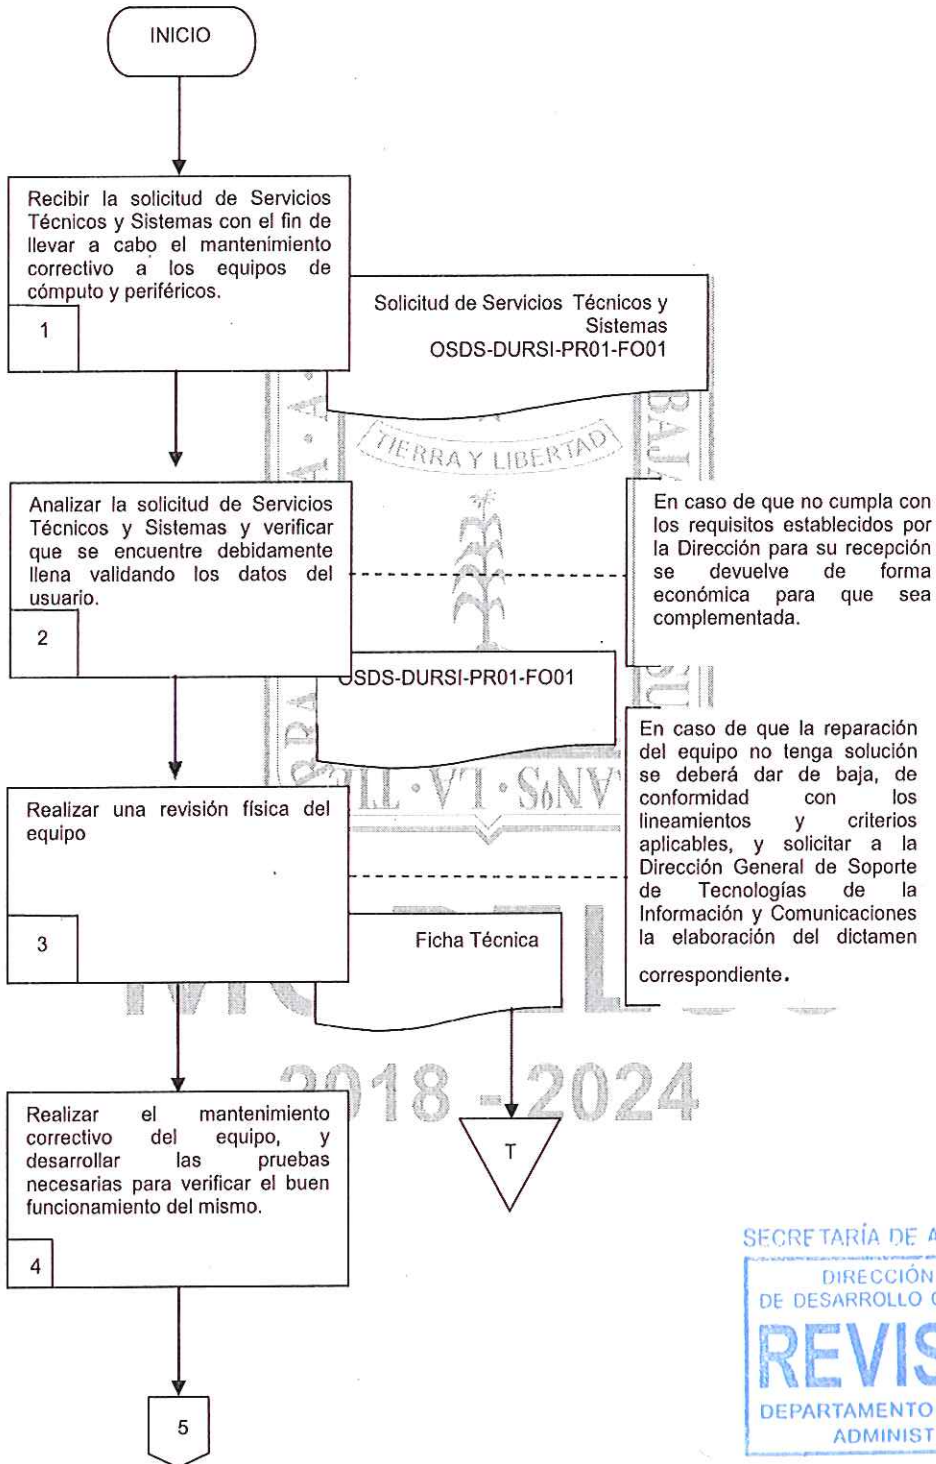 INICIO
Recibir la solicitud de Servicios
Técnicos y Sistemas con el fin de
llevar a cabo el mantenimiento
correctivo a los equipos de
cómputo y periféricos.
1
Solicitud de Servicios Técnicos y
Sistemas
OSDS-DURSI-PR01-FO01
TIERRA Y LIBERTAD
Analizar la solicitud de Servicios
Técnicos y Sistemas y verificar
que se encuentre debidamente
llena validando los datos del
usuario.
2
En caso de que no cumpla con
los requisitos establecidos por
la Dirección para su recepción
se devuelve de forma
económica para que sea
complementada.
OSDS-DURSI-PR01-FO01
Realizar una revisión física del
equipo
3
En caso de que la reparación
del equipo no tenga solución
se deberá dar de baja, de
conformidad con los
lineamientos y criterios
aplicables, y solicitar a la
Dirección General de Soporte
de Tecnologías de la
Información y Comunicaciones
la elaboración del dictamen
correspondiente.
Ficha Técnica
2018 - 2024
T
Realizar el mantenimiento
correctivo del equipo, y
desarrollar las pruebas
necesarias para verificar el buen
funcionamiento del mismo.
4
5
SECRETARÍA DE A
DIRECCIÓN
DE DESARROLLO
REVIS
DEPARTAMENTO
ADMINIST